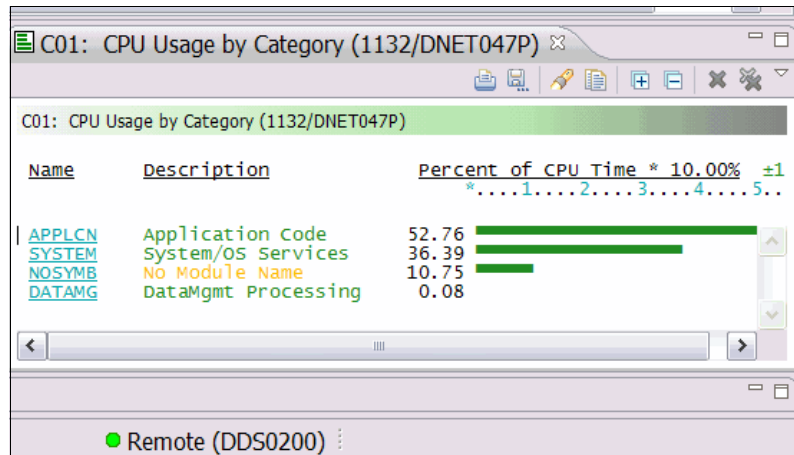 C01: CPU Usage by Category (1132/DNET047P)
C01: CPU Usage by Category (1132/DNET047P)
Name Description Percent of CPU Time * 10.00% ±1
*....1....2....3....4....5..
APPLCN Application Code 52.76
SYSTEM System/OS Services 36.39
NOSYMB No Module Name 10.75
DATAMG DataMgmt Processing 0.08
Remote (DDS0200)